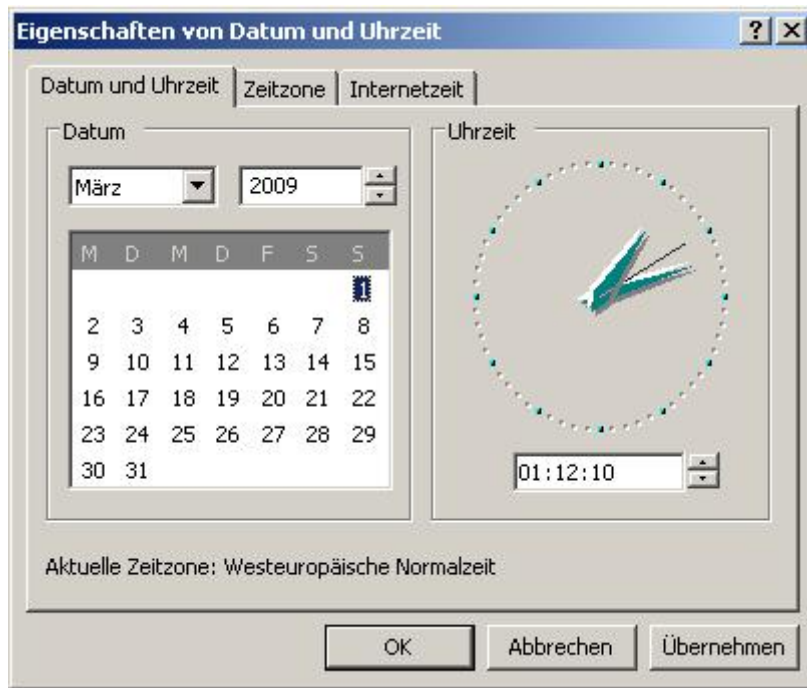 Eigenschaften von Datum und Uhrzeit
Datum und Uhrzeit Zeitzone Internetzeit
Datum
März 2009
M D M D F S S
1
2 3 4 5 6 7 8
9 10 11 12 13 14 15
16 17 18 19 20 21 22
23 24 25 26 27 28 29
30 31
Uhrzeit
01:12:10
Aktuelle Zeitzone: Westeuropäische Normalzeit
OK Abbrechen Übernehmen